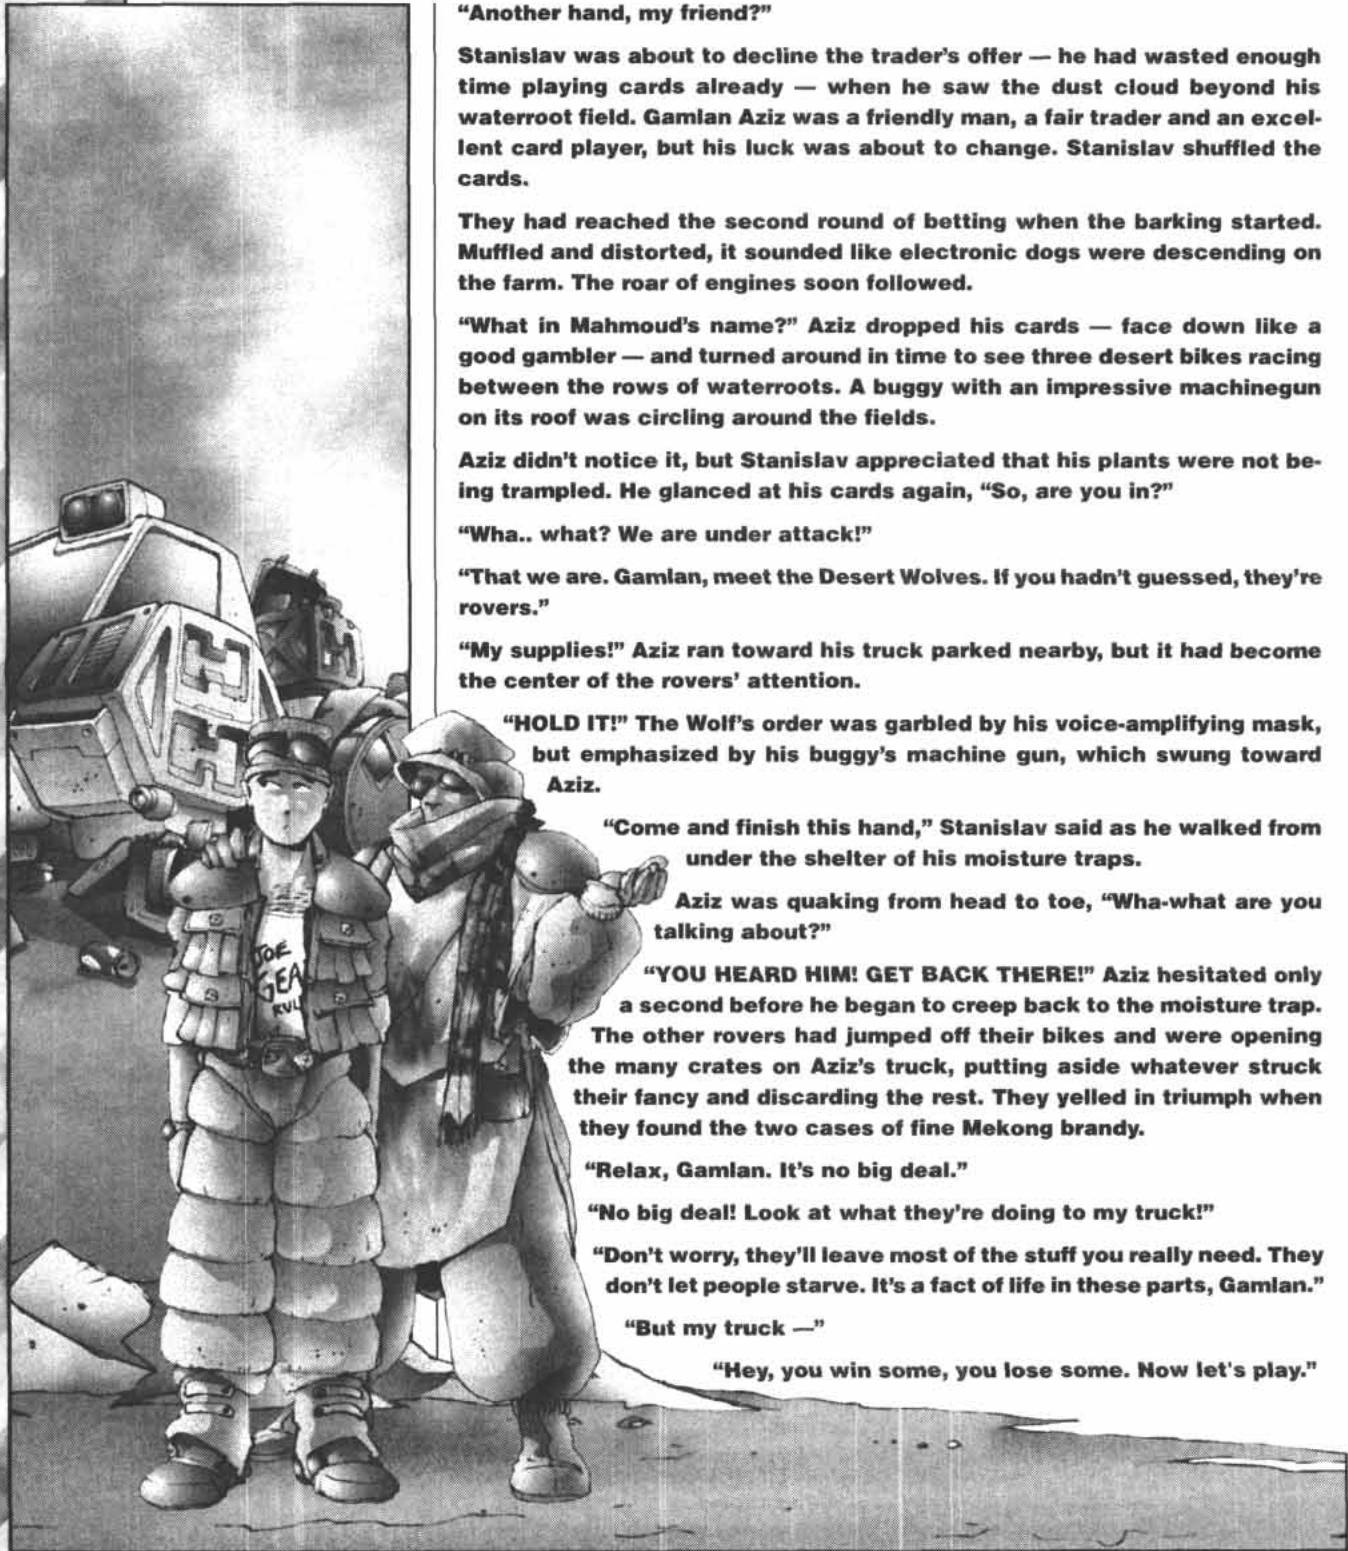 “Another hand, my friend?”
Stanislav was about to decline the trader’s offer — he had wasted enough
time playing cards already — when he saw the dust cloud beyond his
waterroot field. Gamlan Aziz was a friendly man, a fair trader and an excel-
lent card player, but his luck was about to change. Stanislav shuffled the
cards.
They had reached the second round of betting when the barking started.
Muffled and distorted, it sounded like electronic dogs were descending on
the farm. The roar of engines soon followed.
“What in Mahmoud’s name?” Aziz dropped his cards — face down like a
good gambler — and turned around in time to see three desert bikes racing
between the rows of waterroots. A buggy with an impressive machinegun
on its roof was circling around the fields.
Aziz didn’t notice it, but Stanislav appreciated that his plants were not be-
ing trampled. He glanced at his cards again, “So, are you in?”
“Wha.. what? We are under attack!”
“That we are. Gamlan, meet the Desert Wolves. If you hadn’t guessed, they’re
rovers.”
“My supplies!” Aziz ran toward his truck parked nearby, but it had become
the center of the rovers’ attention.
“HOLD IT!” The Wolf’s order was garbled by his voice-amplifying mask,
but emphasized by his buggy’s machine gun, which swung toward
Aziz.
“Come and finish this hand,” Stanislav said as he walked from
under the shelter of his moisture traps.
Aziz was quaking from head to toe, “Wha-what are you
talking about?”
“YOU HEARD HIM! GET BACK THERE!” Aziz hesitated only
a second before he began to creep back to the moisture trap.
The other rovers had jumped off their bikes and were opening
the many crates on Aziz’s truck, putting aside whatever struck
their fancy and discarding the rest. They yelled in triumph when
they found the two cases of fine Mekong brandy.
“Relax, Gamlan. It’s no big deal.”
“No big deal! Look at what they’re doing to my truck!”
“Don’t worry, they’ll leave most of the stuff you really need. They
don’t let people starve. It’s a fact of life in these parts, Gamlan.”
“But my truck —”
“Hey, you win some, you lose some. Now let's play.”
JOE
GEA